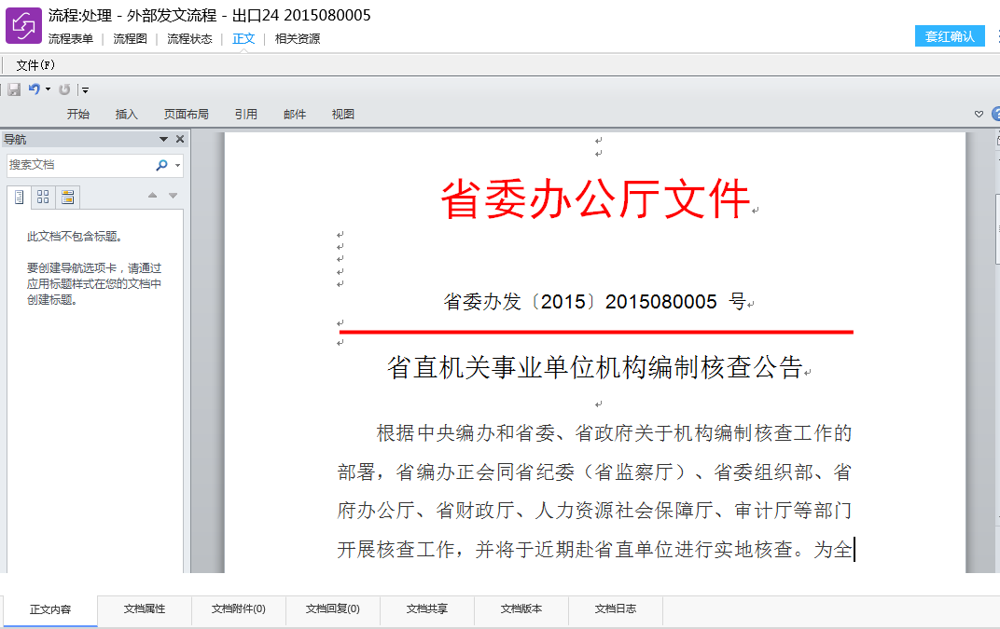 流程:处理 - 外部发文流程 - 出口24 2015080005
流程表单 | 流程图 | 流程状态 | 正文 | 相关资源
套红确认
文件(F)
开始 插入 页面布局 引用 邮件 视图
导航
搜索文档
此文档不包含标题。
要创建导航选项卡，请通过
应用标题样式在您的文档中
创建标题。
省委办公厅文件
省委办发〔2015〕2015080005 号
省直机关事业单位机构编制核查公告
根据中央编办和省委、省政府关于机构编制核查工作的
部署，省编办正会同省纪委（省监察厅）、省委组织部、省
府办公厅、省财政厅、人力资源社会保障厅、审计厅等部门
开展核查工作，并将于近期赴省直单位进行实地核查。为全
正文内容 文档属性 文档附件(0) 文档回复(0) 文档共享 文档版本 文档日志